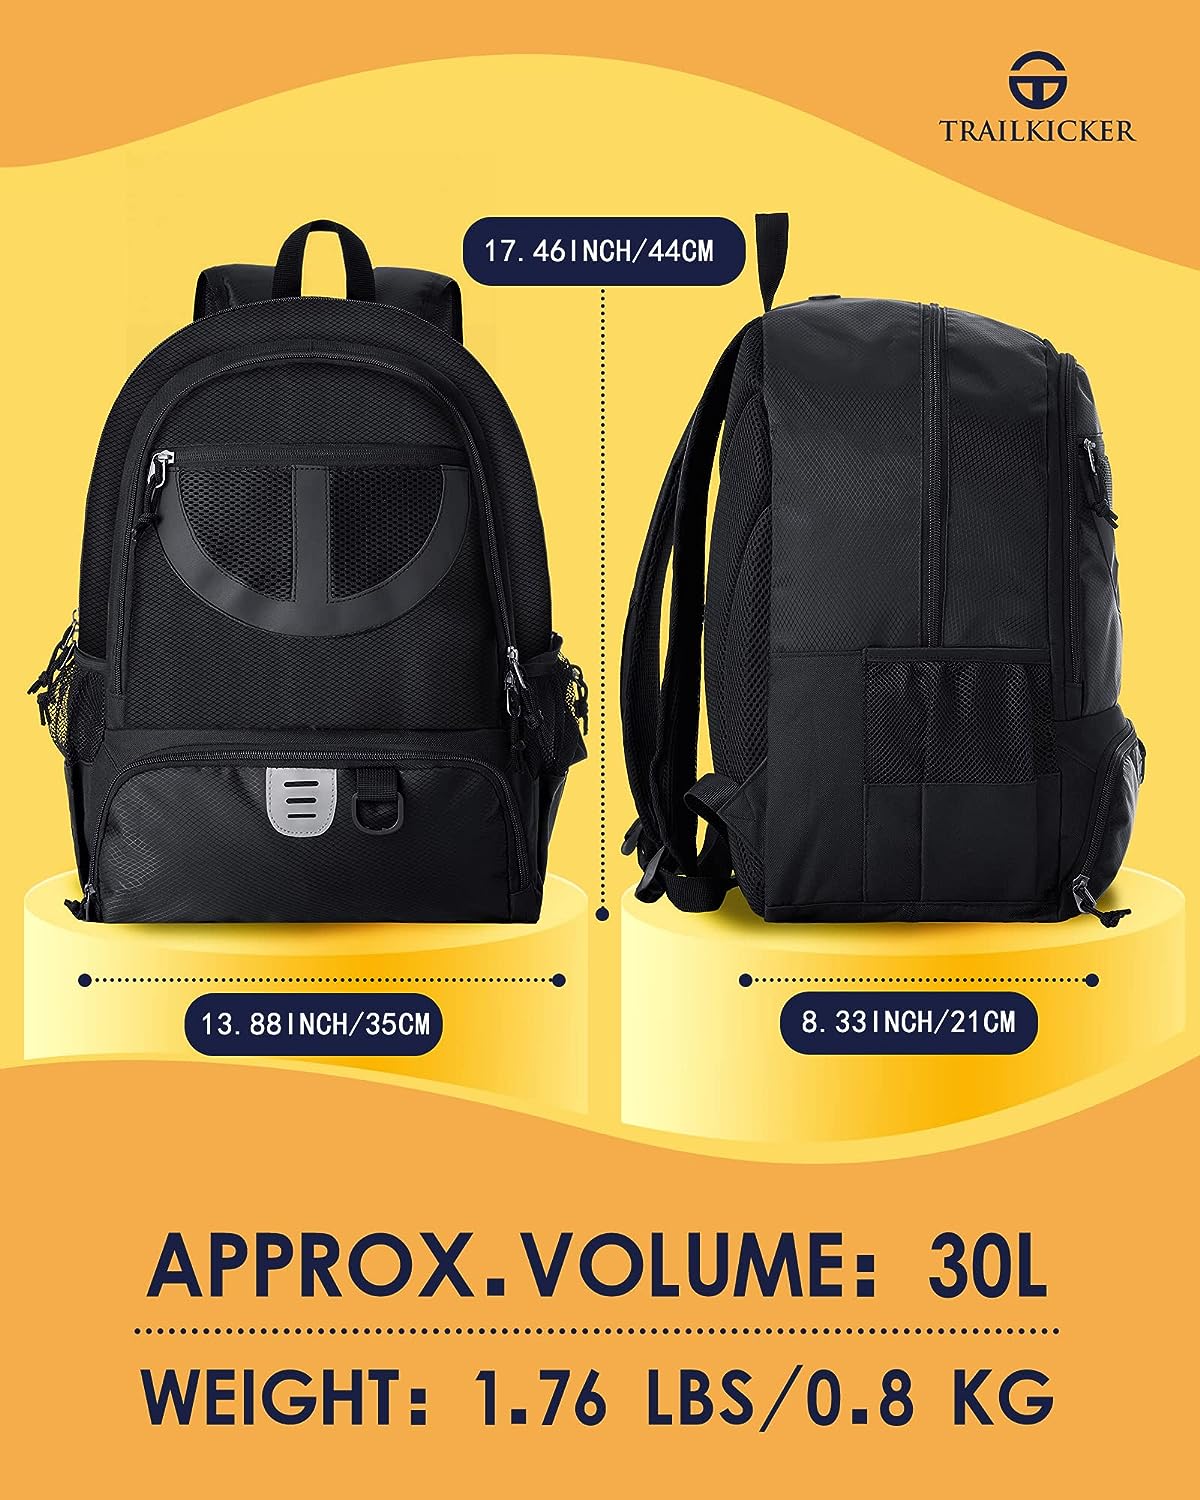 TRAILKICKER
17.46INCH/44CM
13.88INCH/35CM
8.33INCH/21CM
APPROX.VOLUME: 30L
WEIGHT: 1.76 LBS/0.8 KG